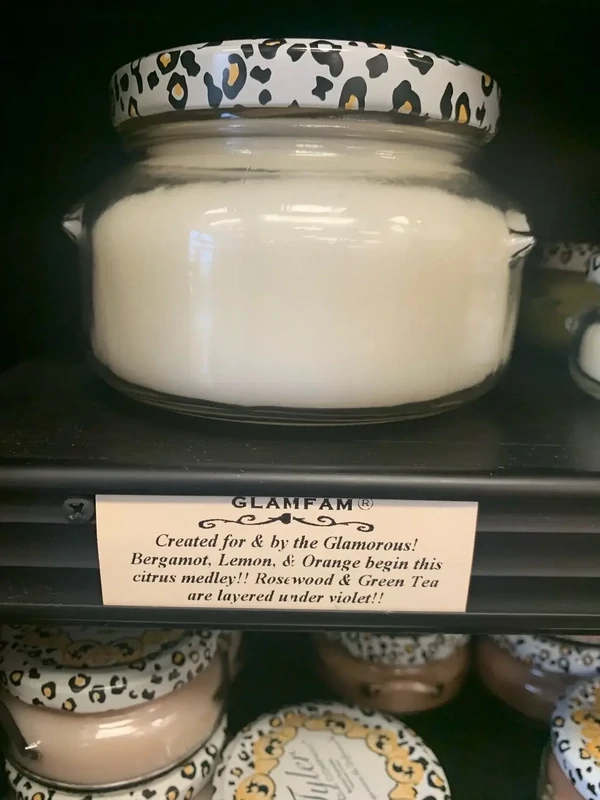 GLAMFAM®
Created for & by the Glamorous!
Bergamot, Lemon, & Orange begin this
citrus medley!! Rosewood & Green Tea
are layered under violet!!
Tyler